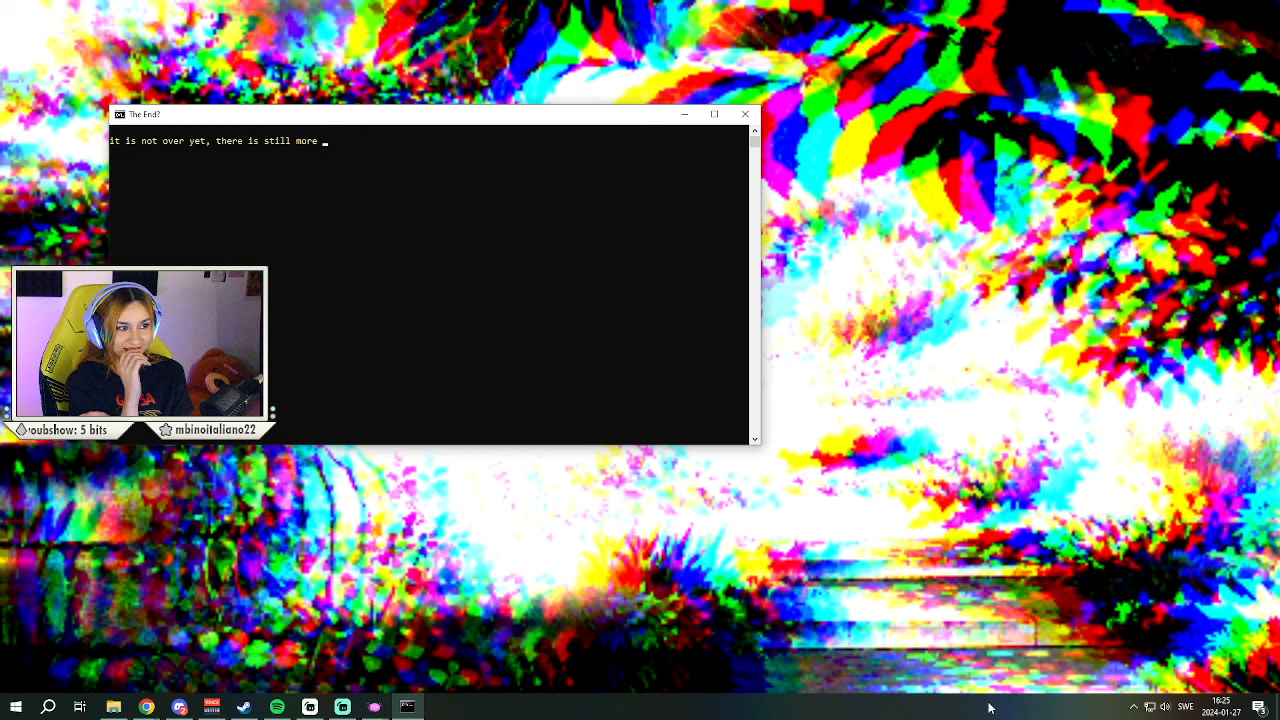 The End?
it is not over yet, there is still more
youbshow: 5 bits
mbinoitaliano22
SWE
16:25
2024-01-27